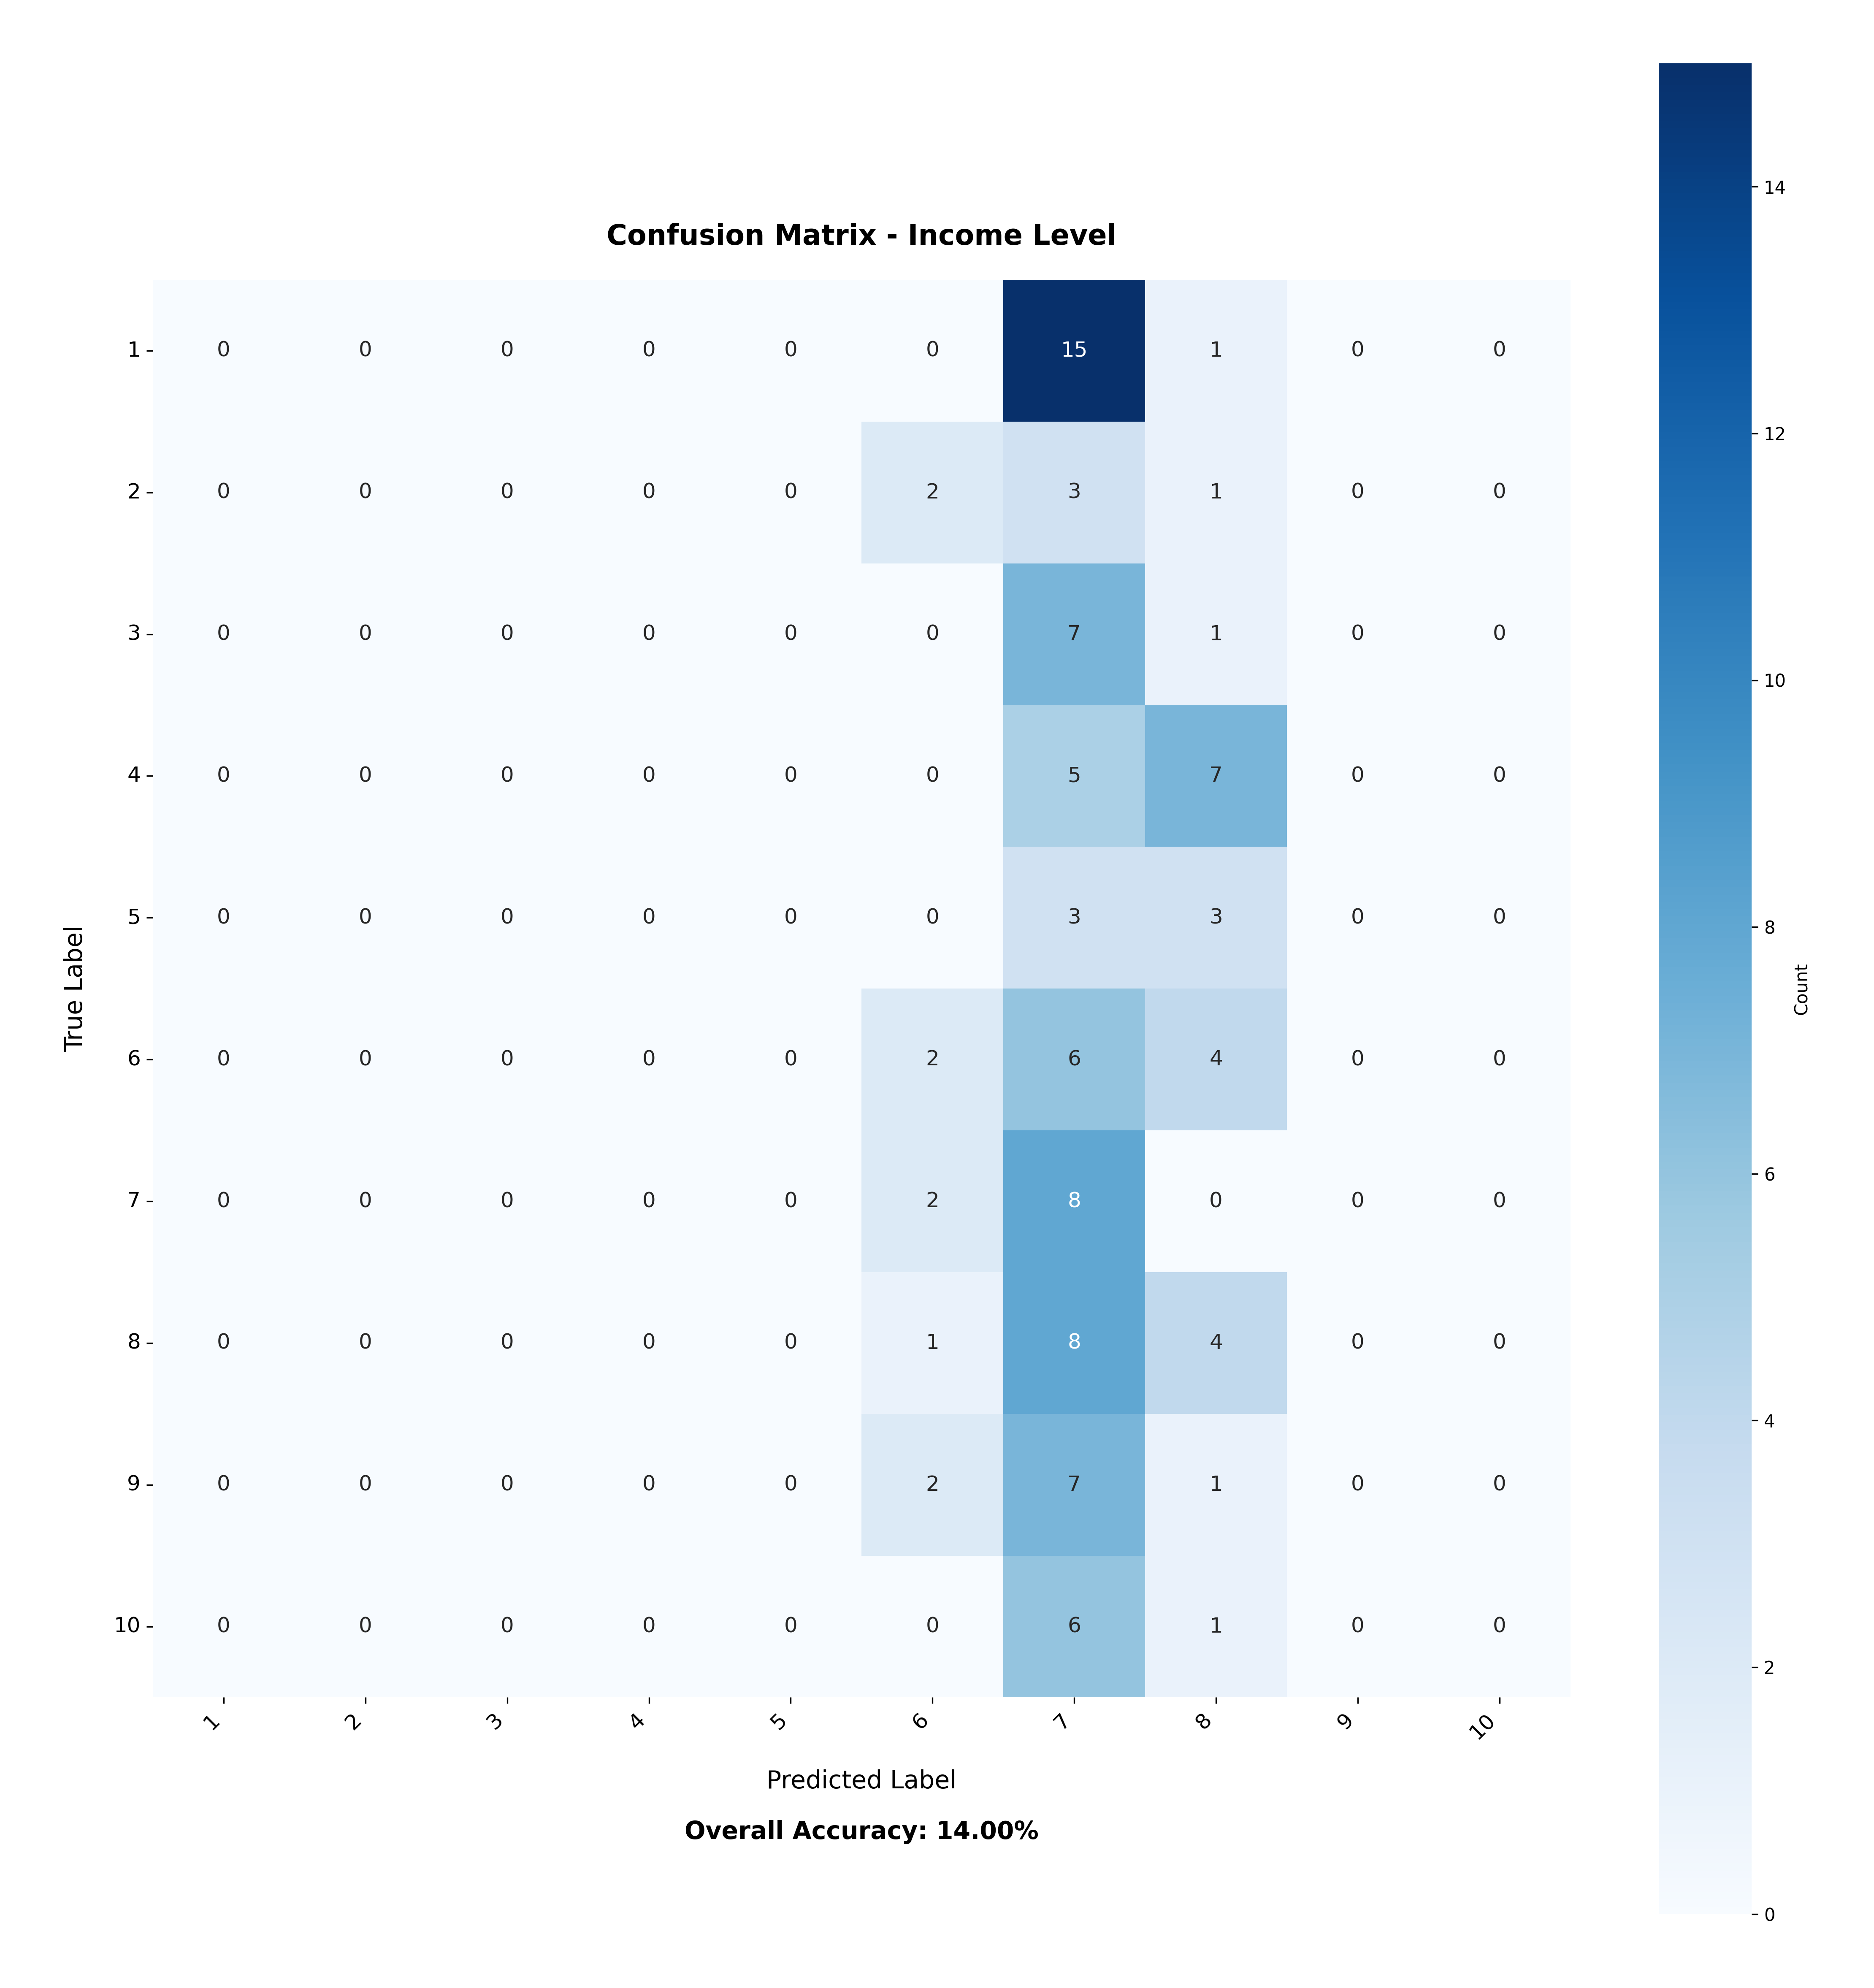 Confusion Matrix - Income Level
1 0 0 0 0 0 0 15 1 0 0
2 0 0 0 0 0 2 3 1 0 0
3 0 0 0 0 0 0 7 1 0 0
4 0 0 0 0 0 0 5 7 0 0
5 0 0 0 0 0 0 3 3 0 0
6 0 0 0 0 0 2 6 4 0 0
7 0 0 0 0 0 2 8 0 0 0
8 0 0 0 0 0 1 8 4 0 0
9 0 0 0 0 0 2 7 1 0 0
10 0 0 0 0 0 0 6 1 0 0
True Label
1 2 3 4 5 6 7 8 9 10
Predicted Label
Overall Accuracy: 14.00%
14
12
10
8
6
4
2
0
Count